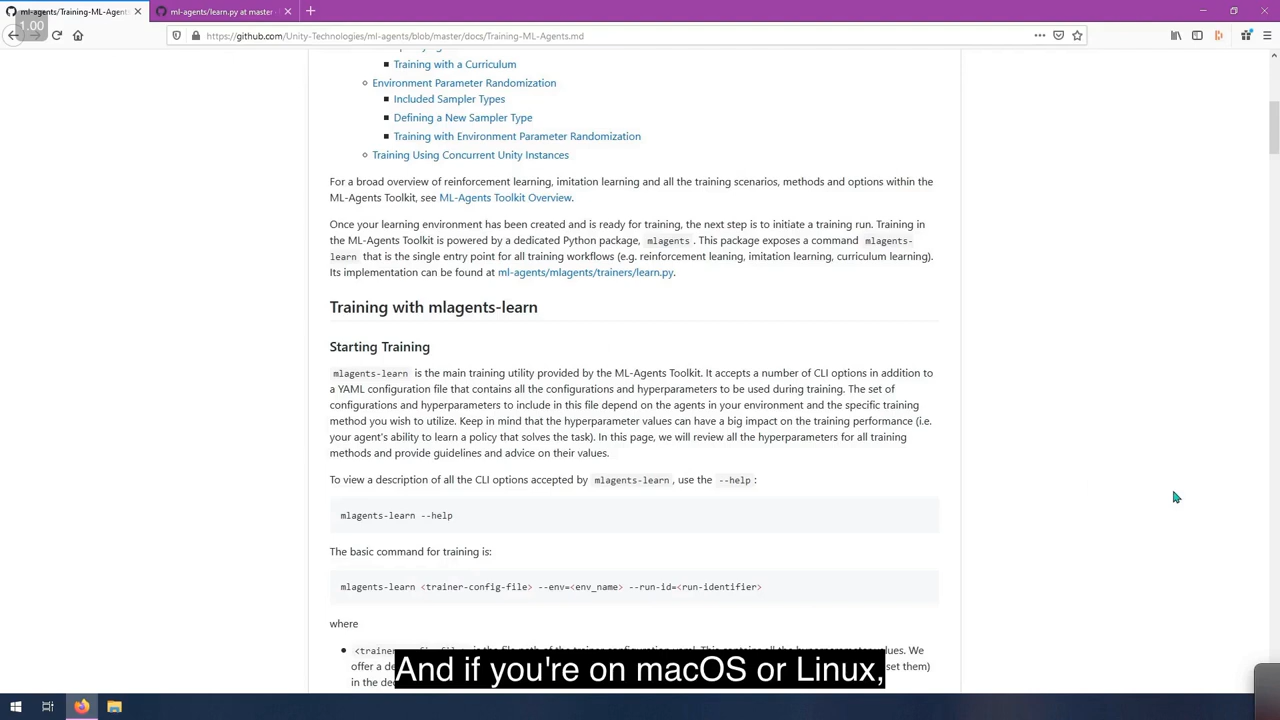 ml-agents/Training-ML-Agents.m
ml-agents/learn.py at master
1.00
https://github.com/Unity-Technologies/ml-agents/blob/master/docs/Training-ML-Agents.md
Training with a Curriculum
Environment Parameter Randomization
Included Sampler Types
Defining a New Sampler Type
Training with Environment Parameter Randomization
Training Using Concurrent Unity Instances
For a broad overview of reinforcement learning, imitation learning and all the training scenarios, methods and options within the
ML-Agents Toolkit, see ML-Agents Toolkit Overview.
Once your learning environment has been created and is ready for training, the next step is to initiate a training run. Training in
the ML-Agents Toolkit is powered by a dedicated Python package, mlagents. This package exposes a command mlagents-
learn that is the single entry point for all training workflows (e.g. reinforcement leaning, imitation learning, curriculum learning).
Its implementation can be found at ml-agents/mlagents/trainers/learn.py.
Training with mlagents-learn
Starting Training
mlagents-learn is the main training utility provided by the ML-Agents Toolkit. It accepts a number of CLI options in addition to
a YAML configuration file that contains all the configurations and hyperparameters to be used during training. The set of
configurations and hyperparameters to include in this file depend on the agents in your environment and the specific training
method you wish to utilize. Keep in mind that the hyperparameter values can have a big impact on the training performance (i.e.
your agent's ability to learn a policy that solves the task). In this page, we will review all the hyperparameters for all training
methods and provide guidelines and advice on their values.
To view a description of all the CLI options accepted by mlagents-learn, use the --help:
mlagents-learn --help
The basic command for training is:
mlagents-learn <trainer-config-file> --env=<env_name> --run-id=<run-identifier>
where
values. We
offer a de
set them)
in the dec
And if you're on macOS or Linux,